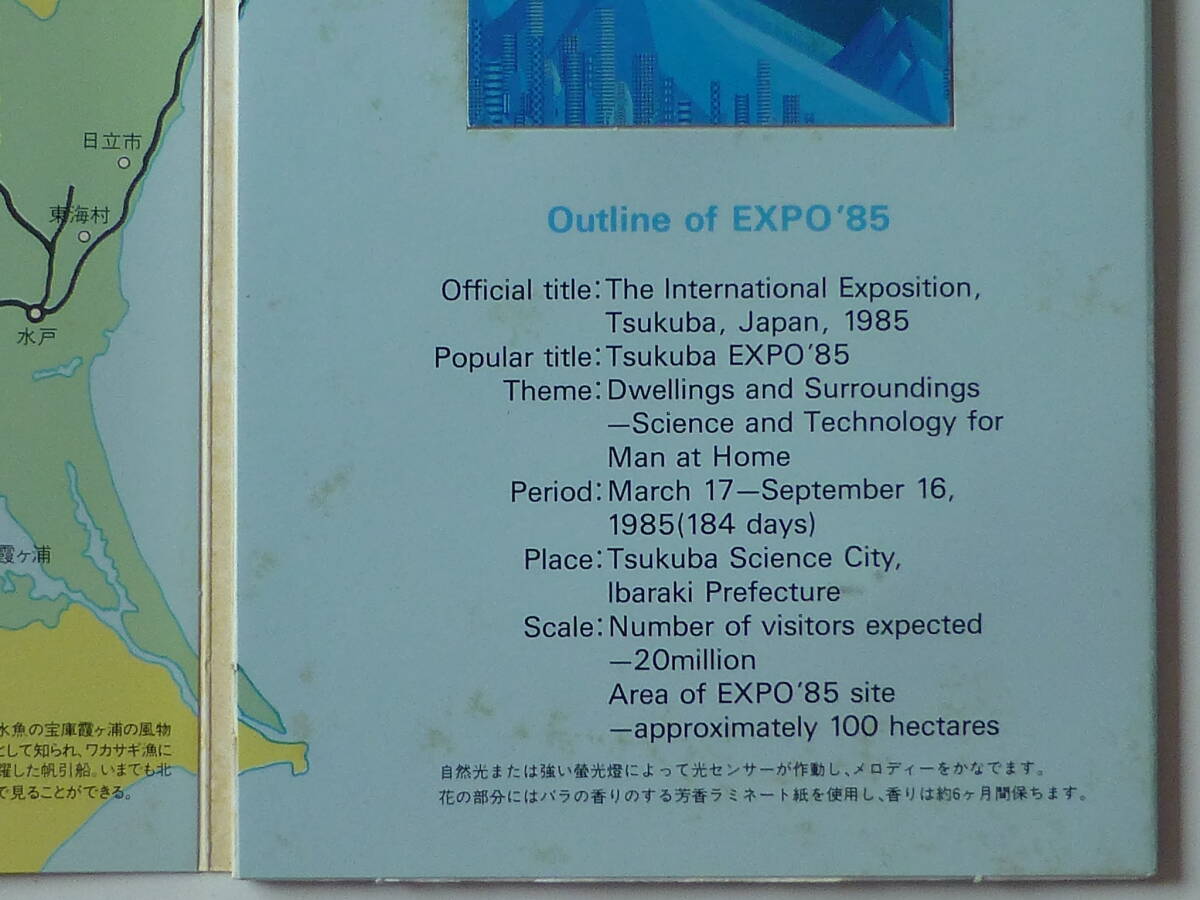 日立市
東海村
水戸
霞ヶ浦
水魚の宝庫霞ヶ浦の風物
として知られ、ワカサギ漁に
躍した帆引船。いまでも北
で見ることができる。
Outline of EXPO'85
Official title:The International Exposition,
Tsukuba, Japan, 1985
Popular title:Tsukuba EXPO'85
Theme:Dwellings and Surroundings
—Science and Technology for
Man at Home
Period:March 17—September 16,
1985(184 days)
Place:Tsukuba Science City,
Ibaraki Prefecture
Scale:Number of visitors expected
—20million
Area of EXPO'85 site
—approximately 100 hectares
自然光または強い螢光燈によって光センサーが作動し、メロディーをかなでます。
花の部分にはバラの香りのする芳香ラミネート紙を使用し、香りは約6ヶ月間保ちます。